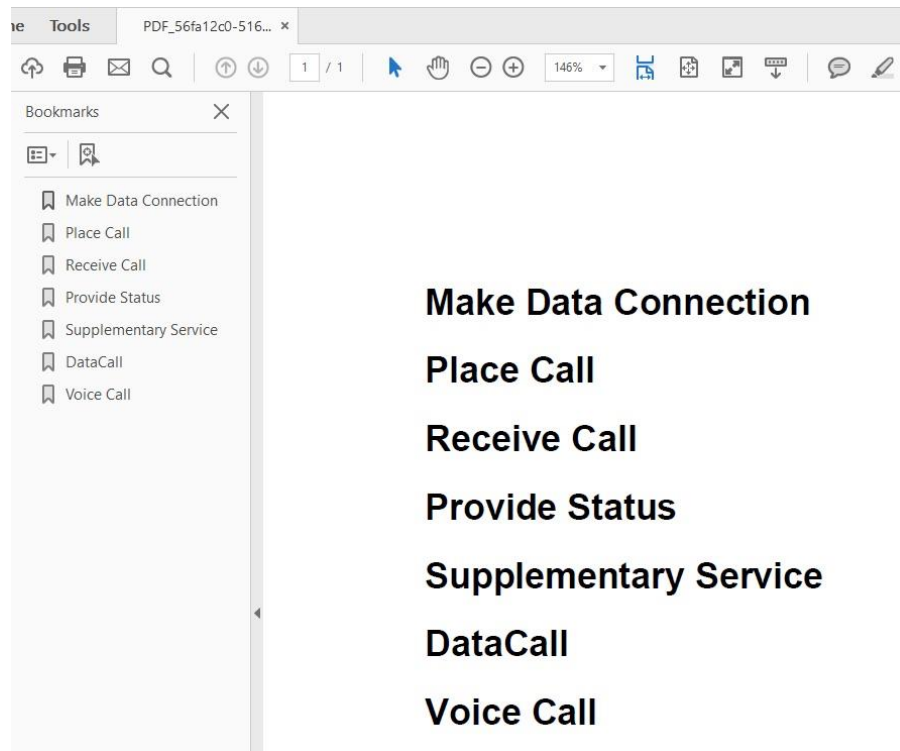 ne Tools PDF_56fa12c0-516... ×
1 / 1 146%
Bookmarks
Make Data Connection
Place Call
Receive Call
Provide Status
Supplementary Service
DataCall
Voice Call
Make Data Connection
Place Call
Receive Call
Provide Status
Supplementary Service
DataCall
Voice Call